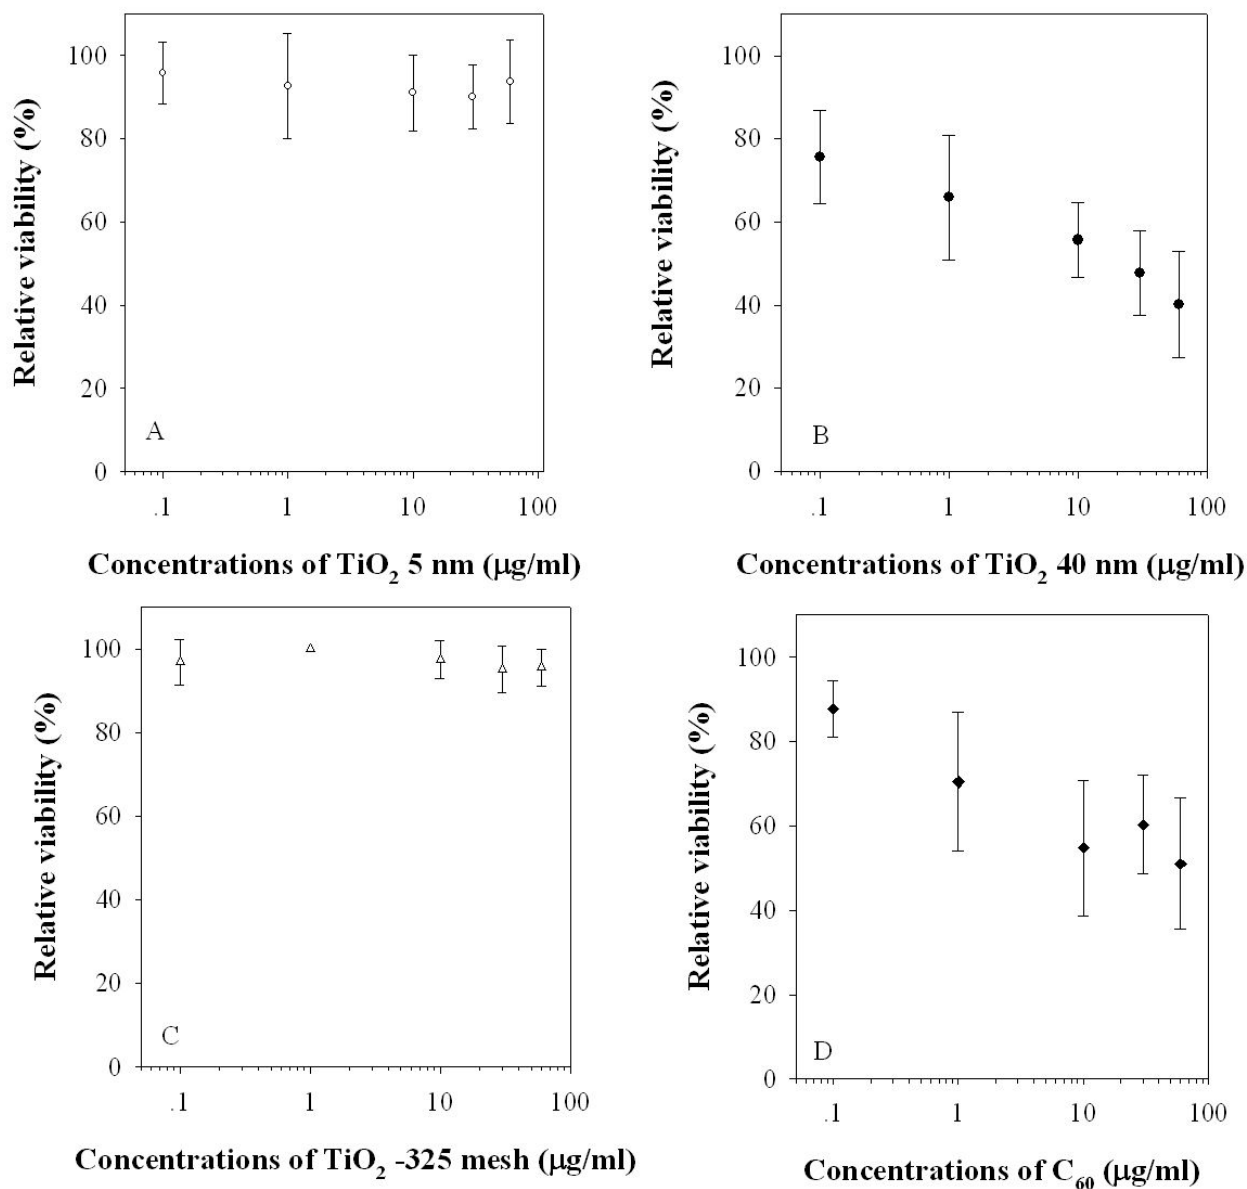 Relative viability (%)
100
80
60
40
20
0
A
.1 1 10 100
Concentrations of TiO₂ 5 nm (μg/ml)
Relative viability (%)
100
80
60
40
20
0
B
.1 1 10 100
Concentrations of TiO₂ 40 nm (μg/ml)
Relative viability (%)
100
80
60
40
20
0
C
.1 1 10 100
Concentrations of TiO₂ -325 mesh (μg/ml)
Relative viability (%)
100
80
60
40
20
0
D
.1 1 10 100
Concentrations of C₆₀ (μg/ml)